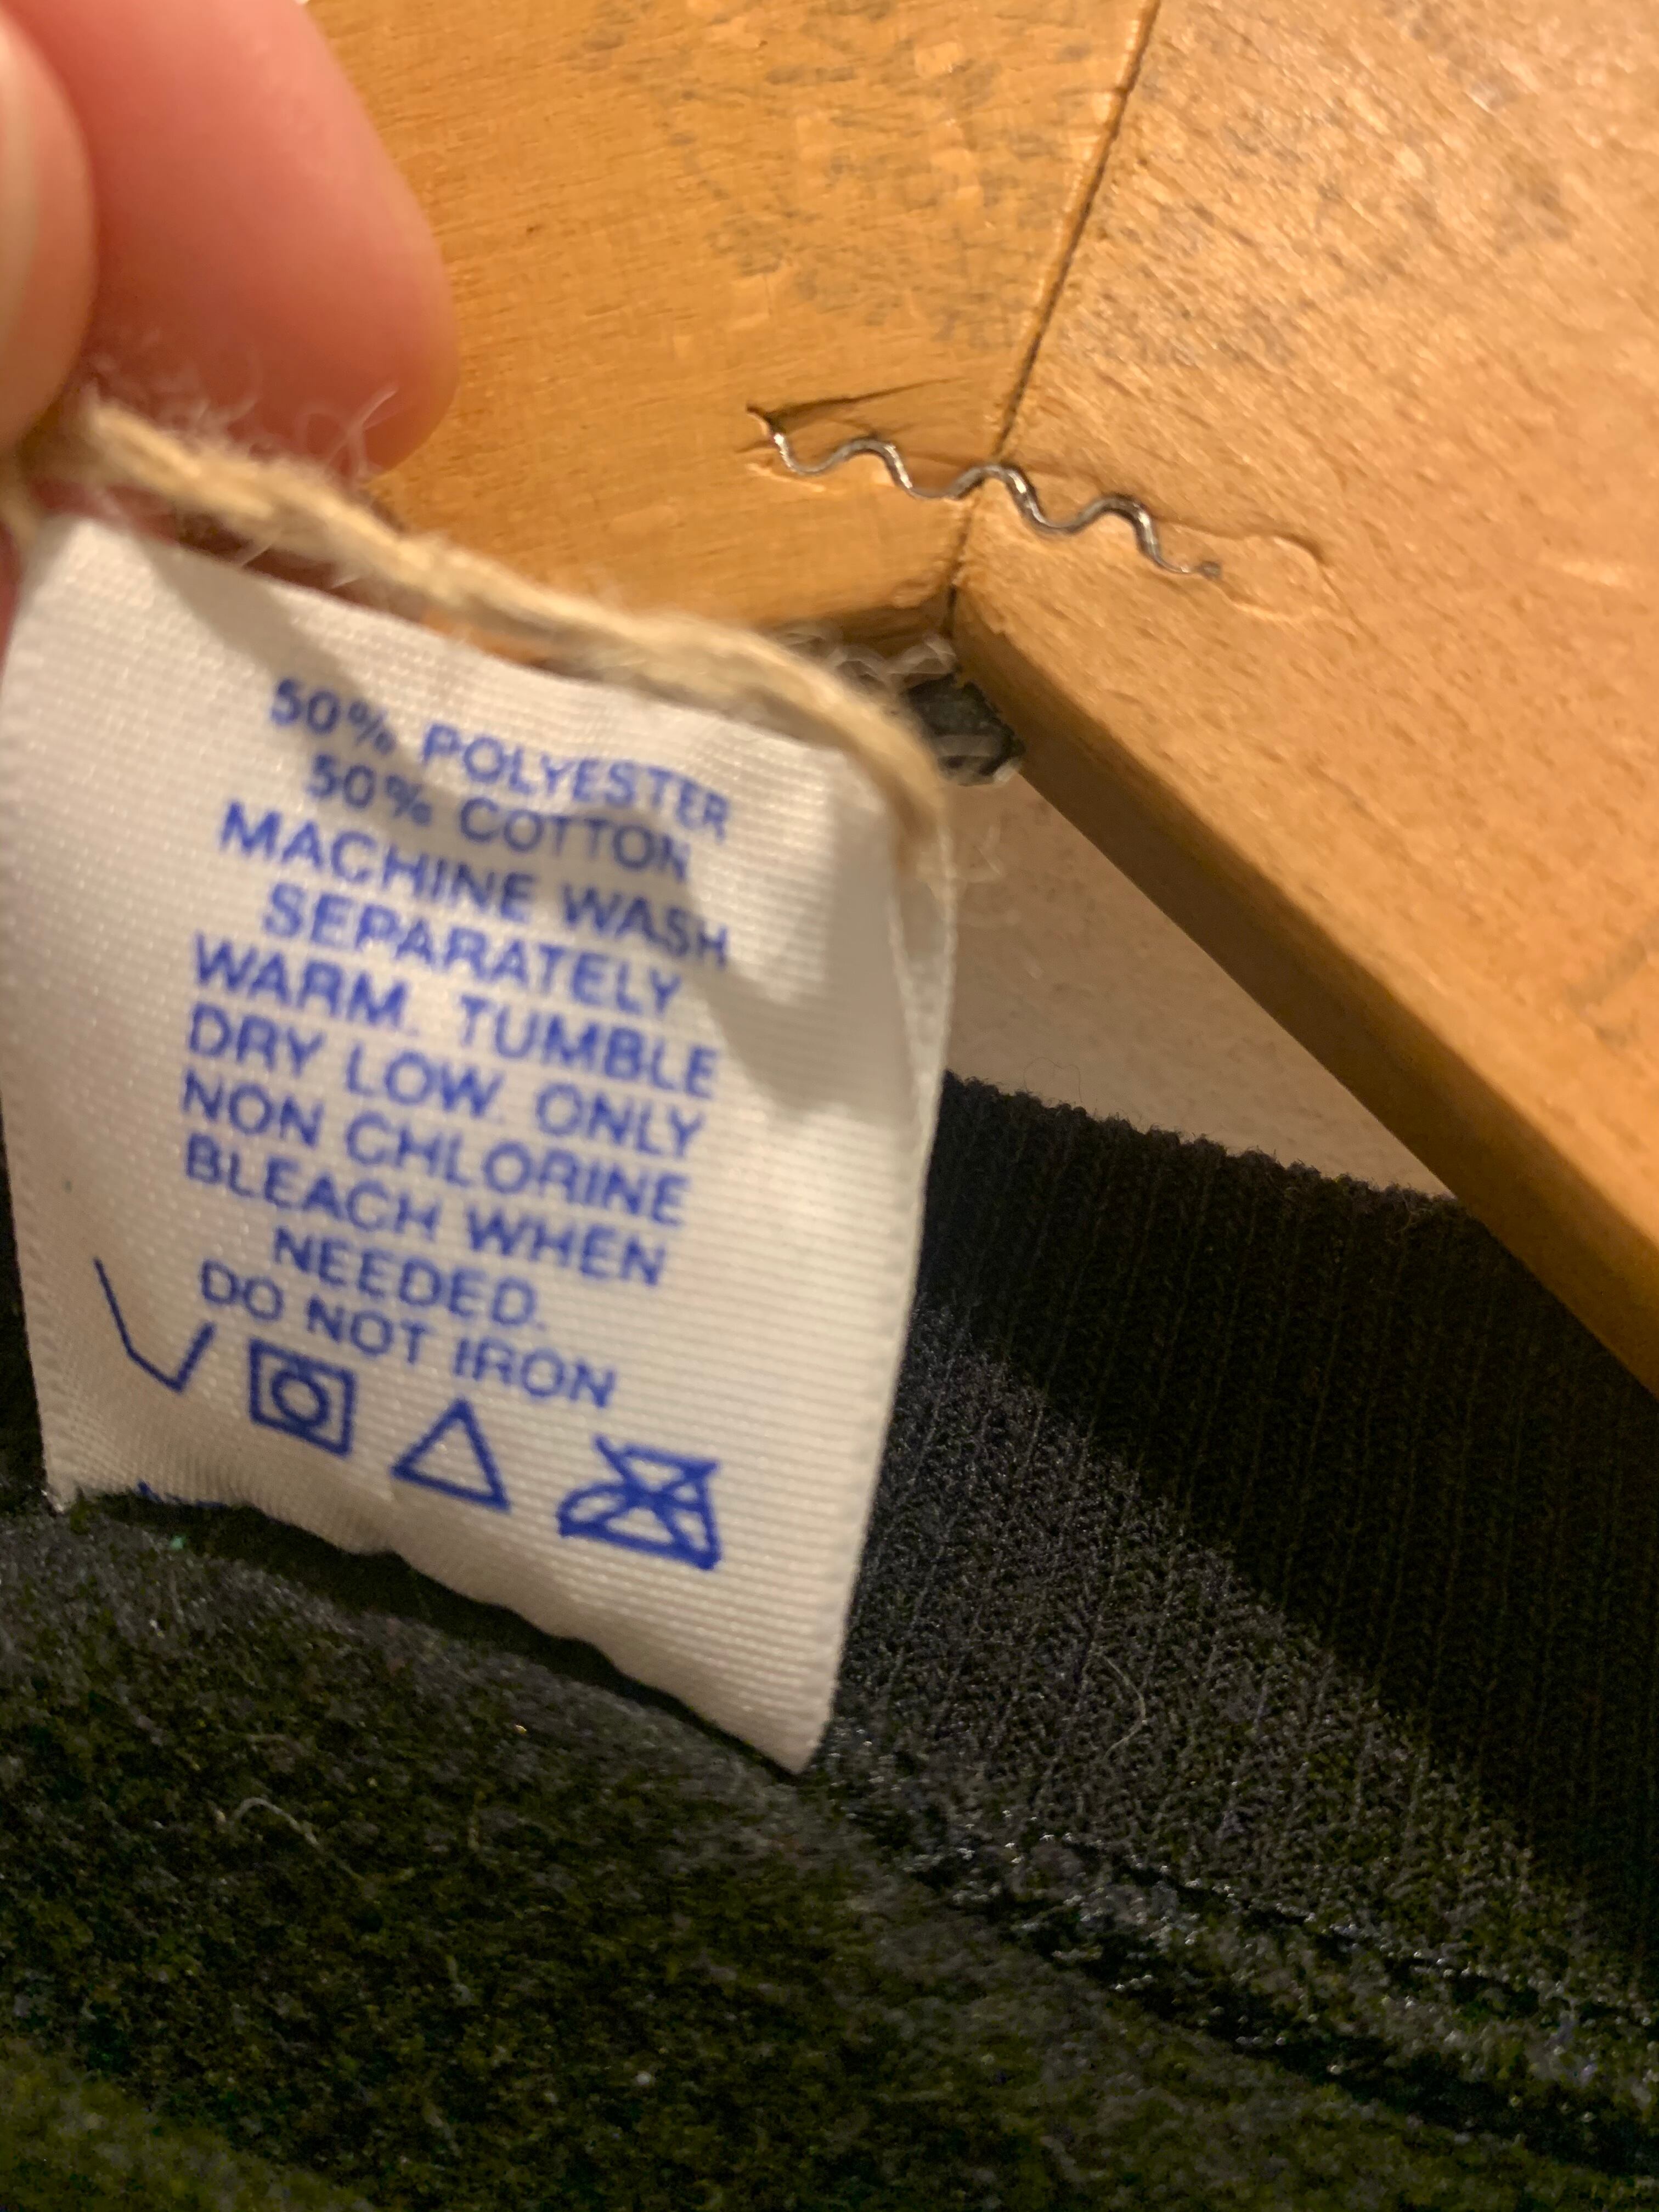 50% POLYESTER
50% COTTON
MACHINE WASH
SEPARATELY
WARM. TUMBLE
DRY LOW. ONLY
NON CHLORINE
BLEACH WHEN
NEEDED.
DO NOT IRON